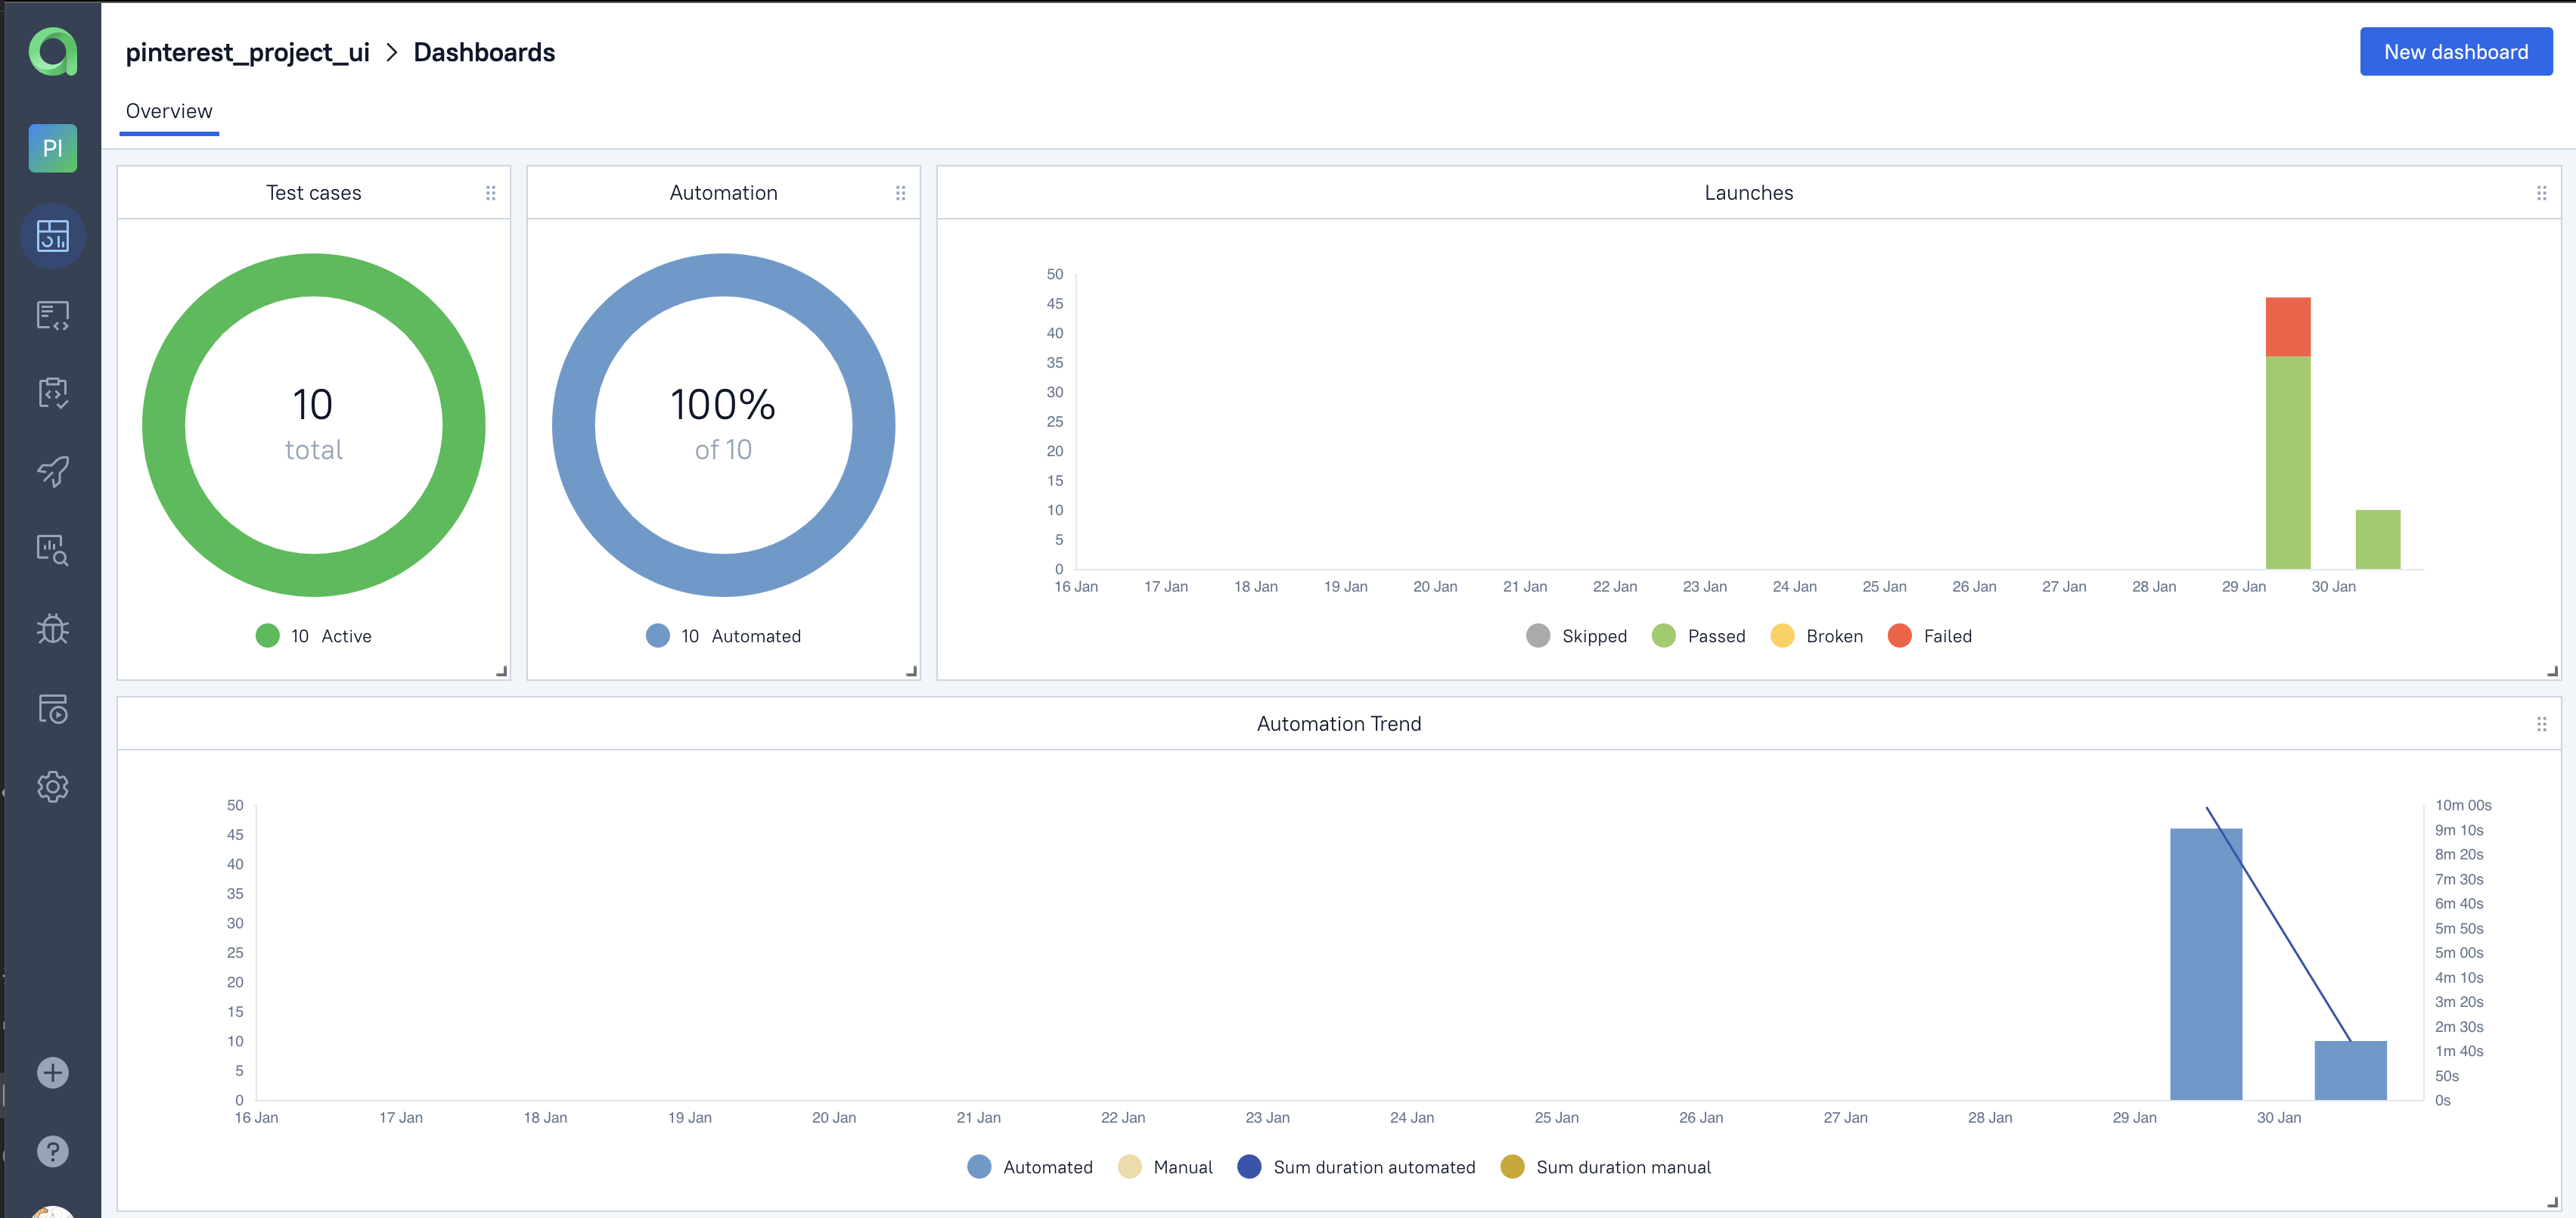 pinterest_project_ui > Dashboards
New dashboard
Overview
PI
Test cases
10
total
10 Active
Automation
100%
of 10
10 Automated
Launches
50
45
40
35
30
25
20
15
10
5
0
16 Jan 17 Jan 18 Jan 19 Jan 20 Jan 21 Jan 22 Jan 23 Jan 24 Jan 25 Jan 26 Jan 27 Jan 28 Jan 29 Jan 30 Jan
Skipped Passed Broken Failed
Automation Trend
50
45
40
35
30
25
20
15
10
5
0
10m 00s
9m 10s
8m 20s
7m 30s
6m 40s
5m 50s
5m 00s
4m 10s
3m 20s
2m 30s
1m 40s
50s
0s
16 Jan 17 Jan 18 Jan 19 Jan 20 Jan 21 Jan 22 Jan 23 Jan 24 Jan 25 Jan 26 Jan 27 Jan 28 Jan 29 Jan 30 Jan
Automated Manual Sum duration automated Sum duration manual